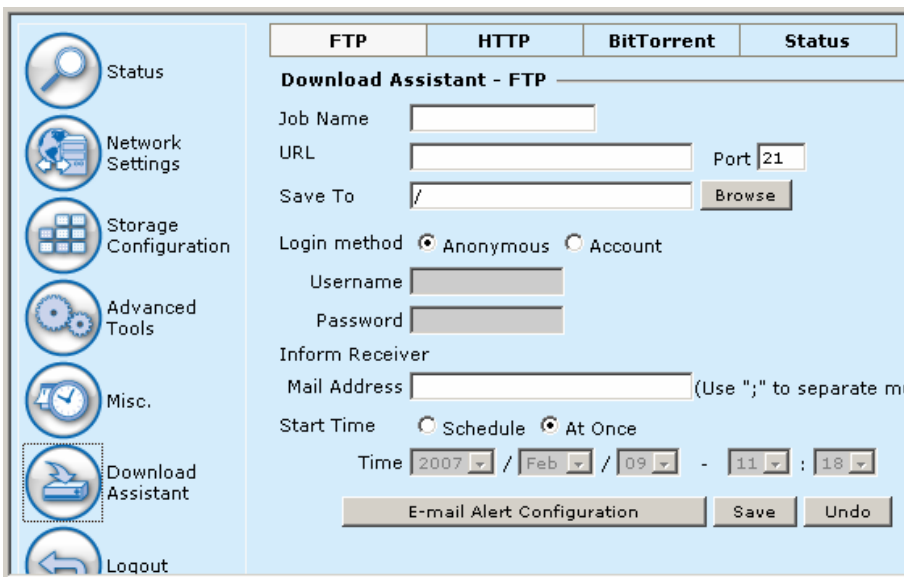 Status
Network
Settings
Storage
Configuration
Advanced
Tools
Misc.
Download
Assistant
Logout
FTP HTTP BitTorrent Status
Download Assistant - FTP
Job Name
URL Port 21
Save To / Browse
Login method Anonymous Account
Username
Password
Inform Receiver
Mail Address (Use ";" to separate
Start Time Schedule At Once
Time 2007 / Feb / 09 - 11 : 18
E-mail Alert Configuration Save Undo